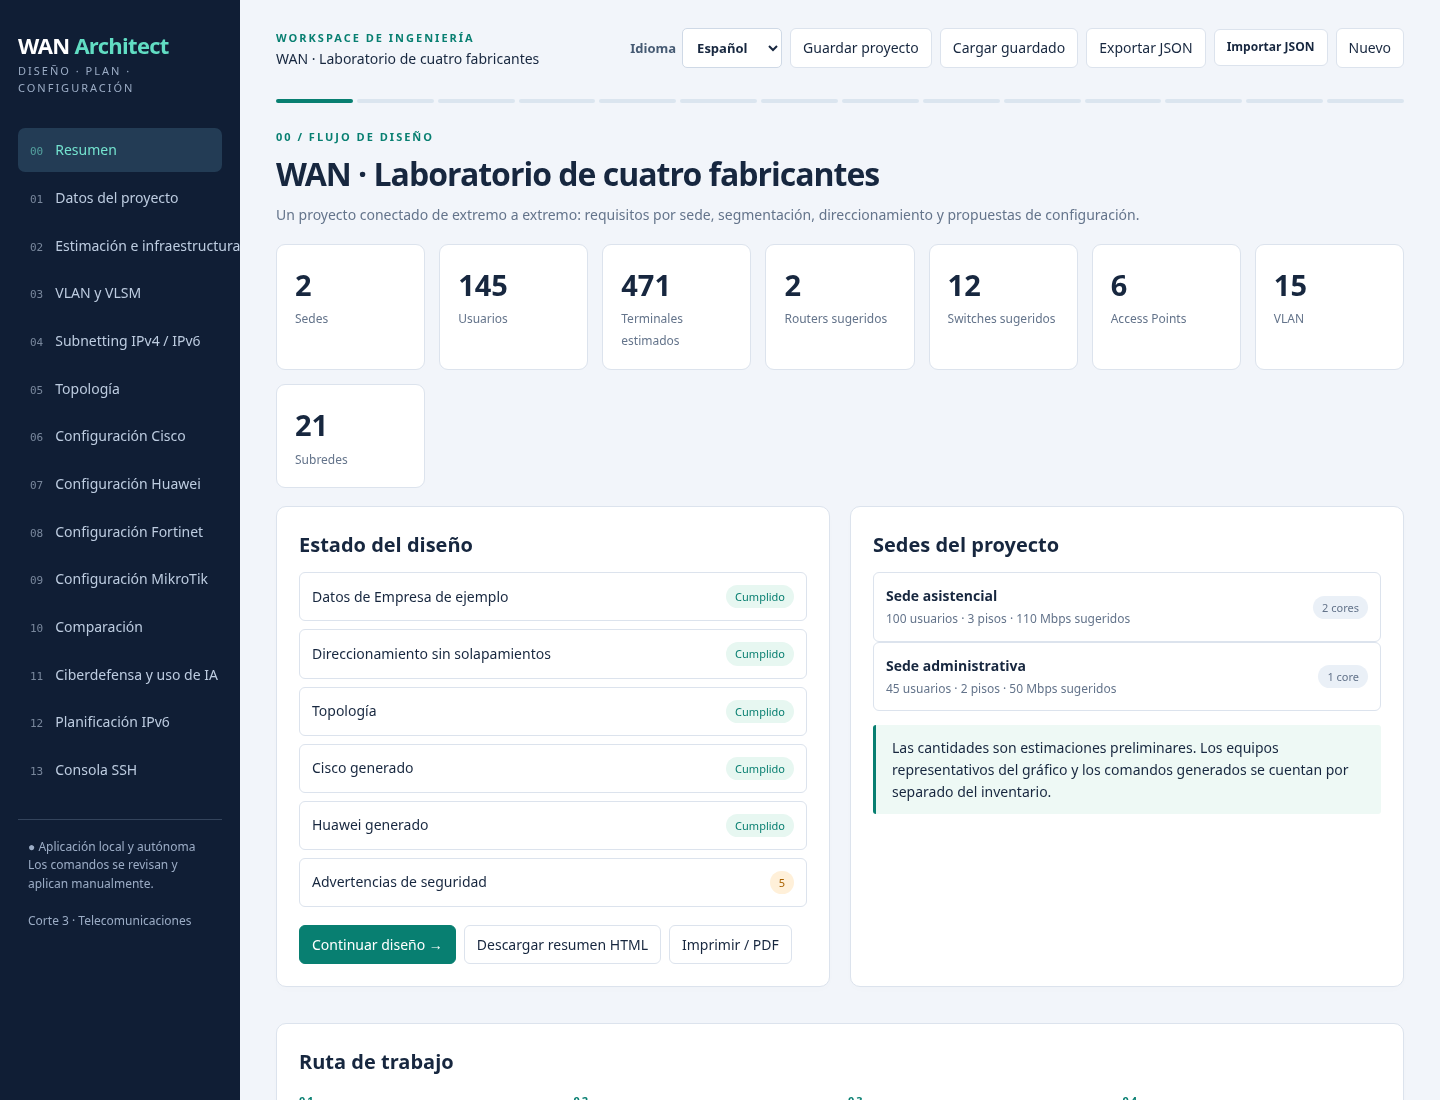 WAN Architect
DISEÑO · PLAN ·
CONFIGURACIÓN
00 Resumen
01 Datos del proyecto
02 Estimación e infraestructura
03 VLAN y VLSM
04 Subnetting IPv4 / IPv6
05 Topología
06 Configuración Cisco
07 Configuración Huawei
08 Configuración Fortinet
09 Configuración MikroTik
10 Comparación
11 Ciberdefensa y uso de IA
12 Planificación IPv6
13 Consola SSH
● Aplicación local y autónoma
Los comandos se revisan y
aplican manualmente.
Corte 3 · Telecomunicaciones
WORKSPACE DE INGENIERÍA
WAN · Laboratorio de cuatro fabricantes
Idioma Español Guardar proyecto Cargar guardado Exportar JSON Importar JSON Nuevo
00 / FLUJO DE DISEÑO
WAN · Laboratorio de cuatro fabricantes
Un proyecto conectado de extremo a extremo: requisitos por sede, segmentación, direccionamiento y propuestas de configuración.
2
Sedes
145
Usuarios
471
Terminales
estimados
2
Routers sugeridos
12
Switches sugeridos
6
Access Points
15
VLAN
21
Subredes
Estado del diseño
Datos de Empresa de ejemplo Cumplido
Direccionamiento sin solapamientos Cumplido
Topología Cumplido
Cisco generado Cumplido
Huawei generado Cumplido
Advertencias de seguridad 5
Continuar diseño → Descargar resumen HTML Imprimir / PDF
Sedes del proyecto
Sede asistencial
100 usuarios · 3 pisos · 110 Mbps sugeridos
2 cores
Sede administrativa
45 usuarios · 2 pisos · 50 Mbps sugeridos
1 core
Las cantidades son estimaciones preliminares. Los equipos
representativos del gráfico y los comandos generados se cuentan por
separado del inventario.
Ruta de trabajo
01 02 03 04